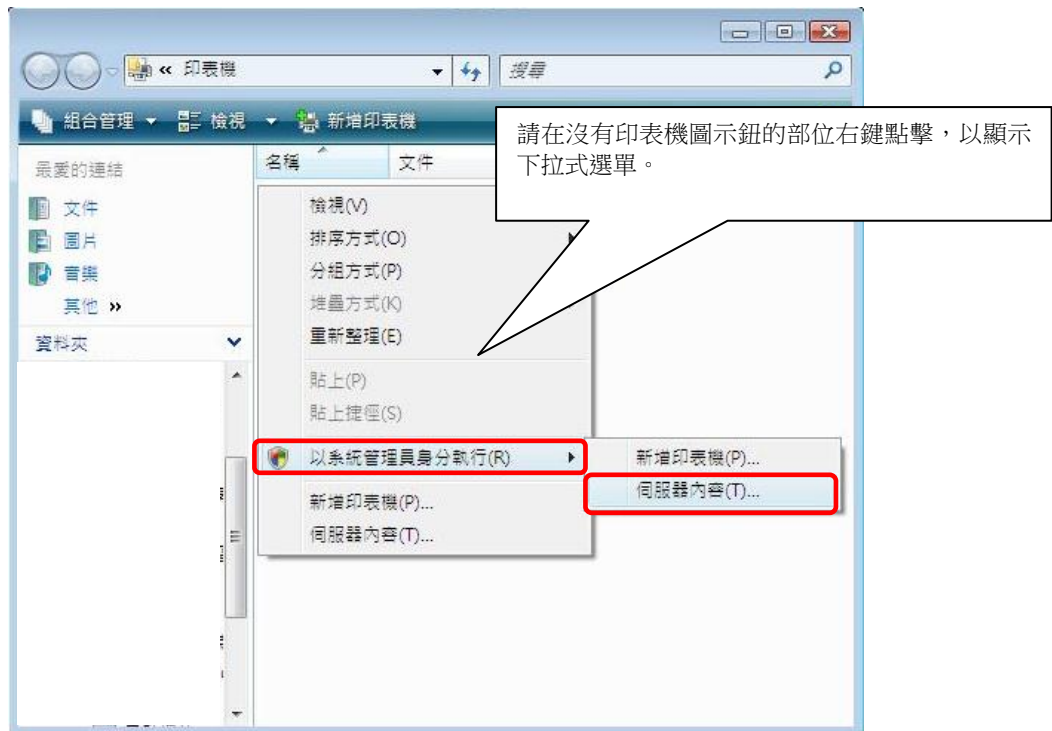 « 印表機
搜尋
組合管理
檢視
新增印表機
請在沒有印表機圖示鈕的部位右鍵點擊，以顯示
下拉式選單。
最愛的連結
文件
圖片
音樂
其他 »
資料夾
名稱
文件
檢視(V)
排序方式(O)
分組方式(P)
堆疊方式(K)
重新整理(E)
貼上(P)
貼上捷徑(S)
以系統管理員身分執行(R)
新增印表機(P)...
伺服器內容(T)...
新增印表機(P)...
伺服器內容(T)...